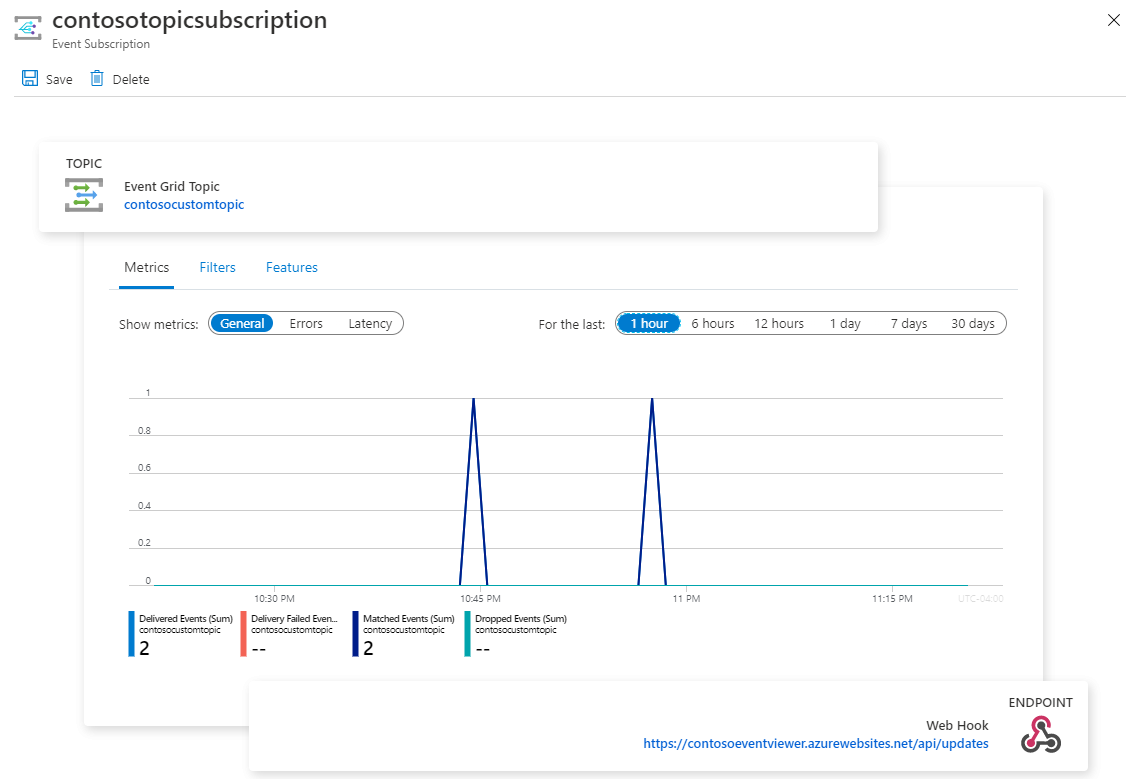 contosotopicsubscription
Event Subscription
Save Delete
TOPIC
Event Grid Topic
contosocustomtopic
Metrics Filters Features
Show metrics: General Errors Latency For the last: 1 hour 6 hours 12 hours 1 day 7 days 30 days
1
0.8
0.6
0.4
0.2
0
10:30 PM 10:45 PM 11 PM 11:15 PM UTC-04:00
Delivered Events (Sum) Delivery Failed Even... Matched Events (Sum) Dropped Events (Sum)
contosocustomtopic contosocustomtopic contosocustomtopic contosocustomtopic
2 -- 2 --
ENDPOINT
Web Hook
https://contosoeventviewer.azurewebsites.net/api/updates